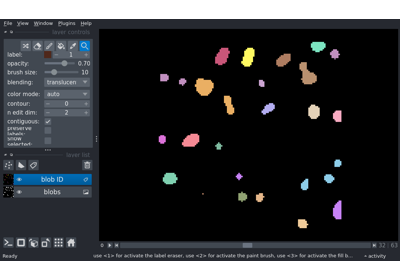 File View Window Plugins Help
layer controls
label: 1
opacity: 0.70
brush size: 10
blending: translucen
color mode: auto
contour: 0
n edit dim: 2
contiguous: ✓
preserve
labels:
show
selected:
layer list
blob ID
blobs
32 63
Ready
use <1> for activate the label eraser, use <2> for activate the paint brush, use <3> for activate the fill b...
activity